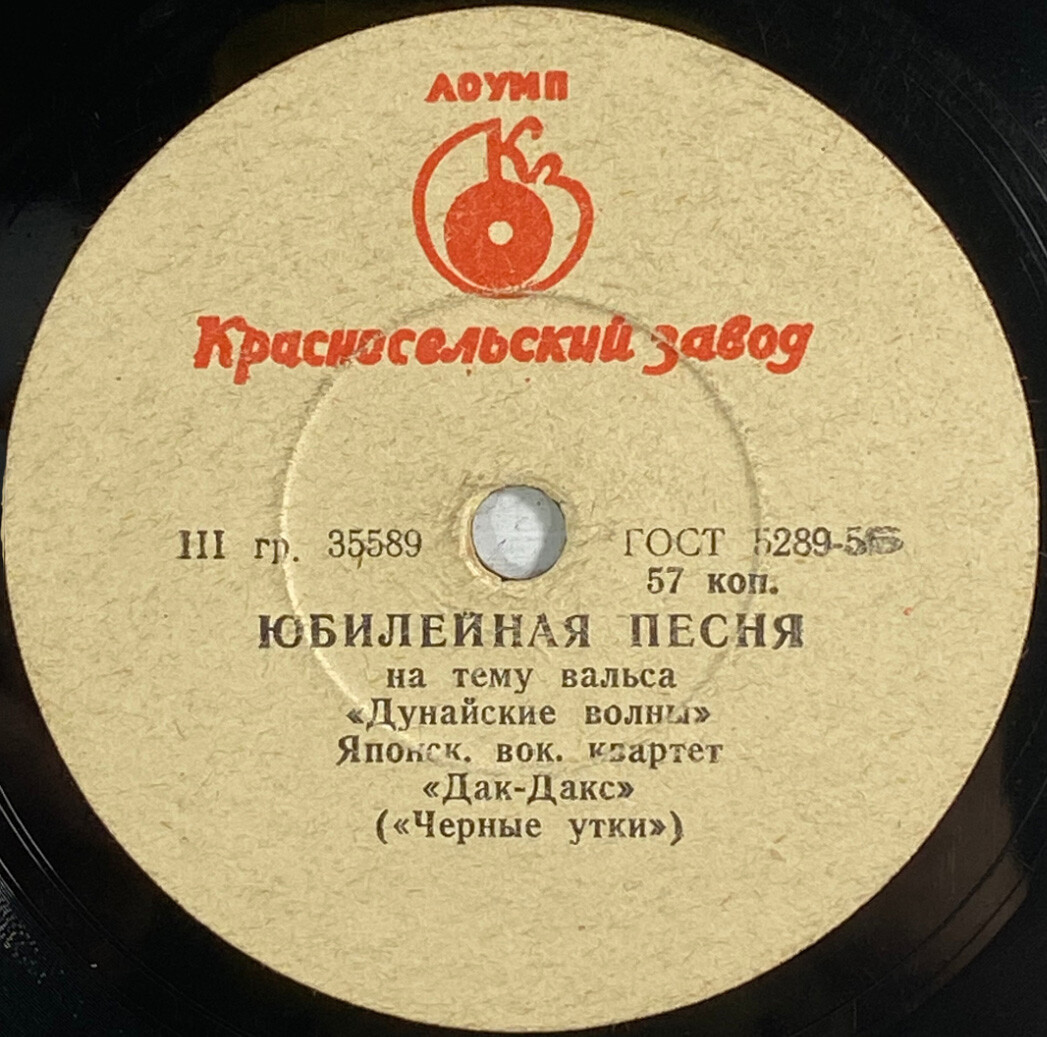 ЛОУМП
Кз
Красносельский завод
III гр. 35589 ГОСТ 5289-56
57 коп.
ЮБИЛЕЙНАЯ ПЕСНЯ
на тему вальса
«Дунайские волны»
Японск. вок. квартет
«Дак-Дакс»
(«Черные утки»)